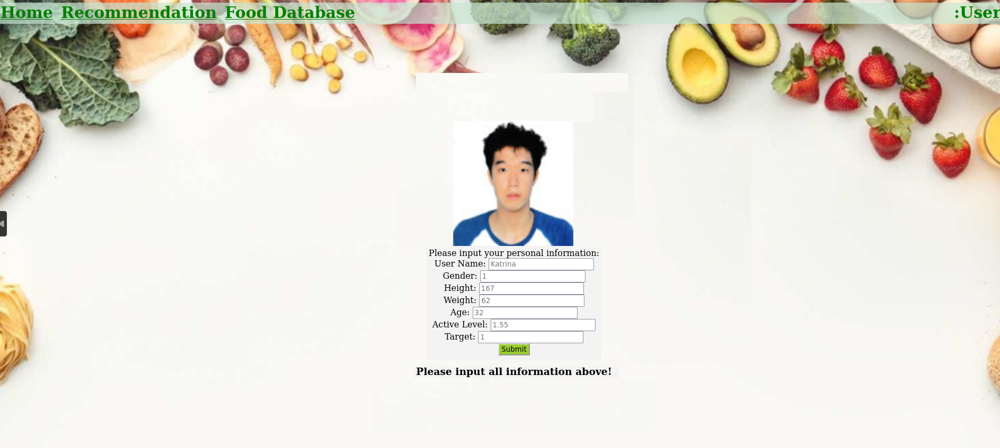 Home Recommendation Food Database :User
Please input your personal information:
User Name: Katrina
Gender: 1
Height: 167
Weight: 62
Age: 32
Active Level: 1.55
Target: 1
Submit
Please input all information above!